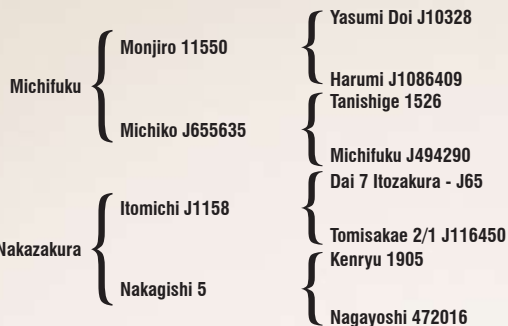 Yasumi Doi J10328
Monjiro 11550
Harumi J1086409
Michifuku
Tanishige 1526
Michiko J655635
Michifuku J494290
Dai 7 Itozakura - J65
Itomichi J1158
Tomisakae 2/1 J116450
Nakazakura
Kenryu 1905
Nakagishi 5
Nagayoshi 472016